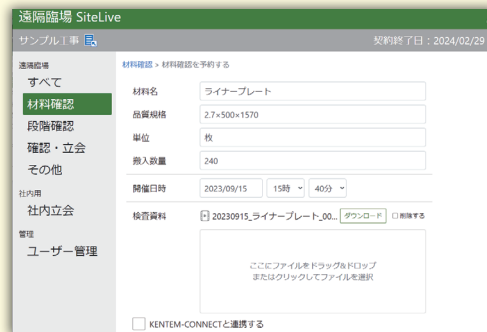 遠隔臨場 SiteLive
サンプル工事
契約終了日：2024/02/29
遠隔臨場
すべて
材料確認
段階確認
確認・立会
その他
社内用
社内立会
管理
ユーザー管理
材料確認 > 材料確認を予約する
材料名 ライナープレート
品質規格 2.7×500×1570
単位 枚
搬入数量 240
開催日時 2023/09/15 15時 40分
検査資料 20230915_ライナープレート_00... ダウンロード 削除する
ここにファイルをドラッグ&ドロップ
またはクリックしてファイルを選択
KENTEM-CONNECTと連携する